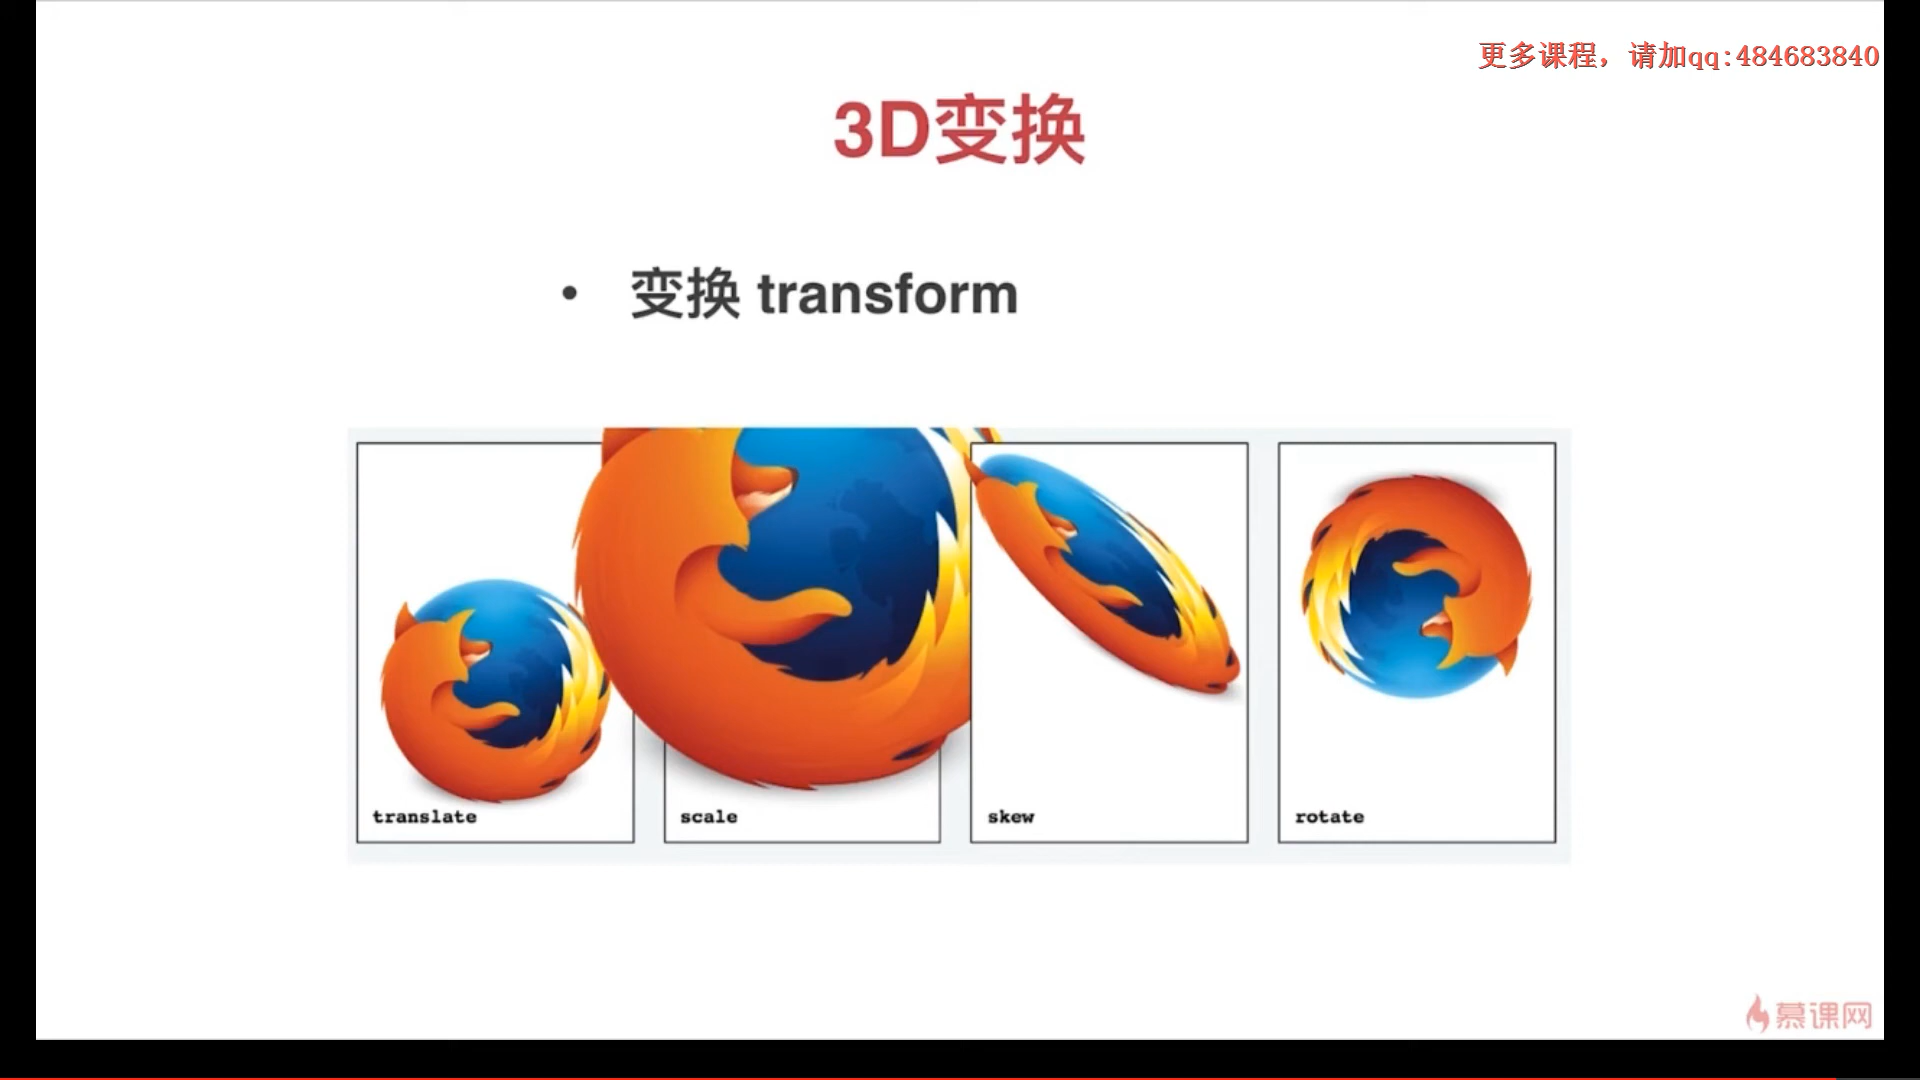 更多课程，请加qq:484683840
3D变换
• 变换 transform
translate
scale
skew
rotate
慕课网